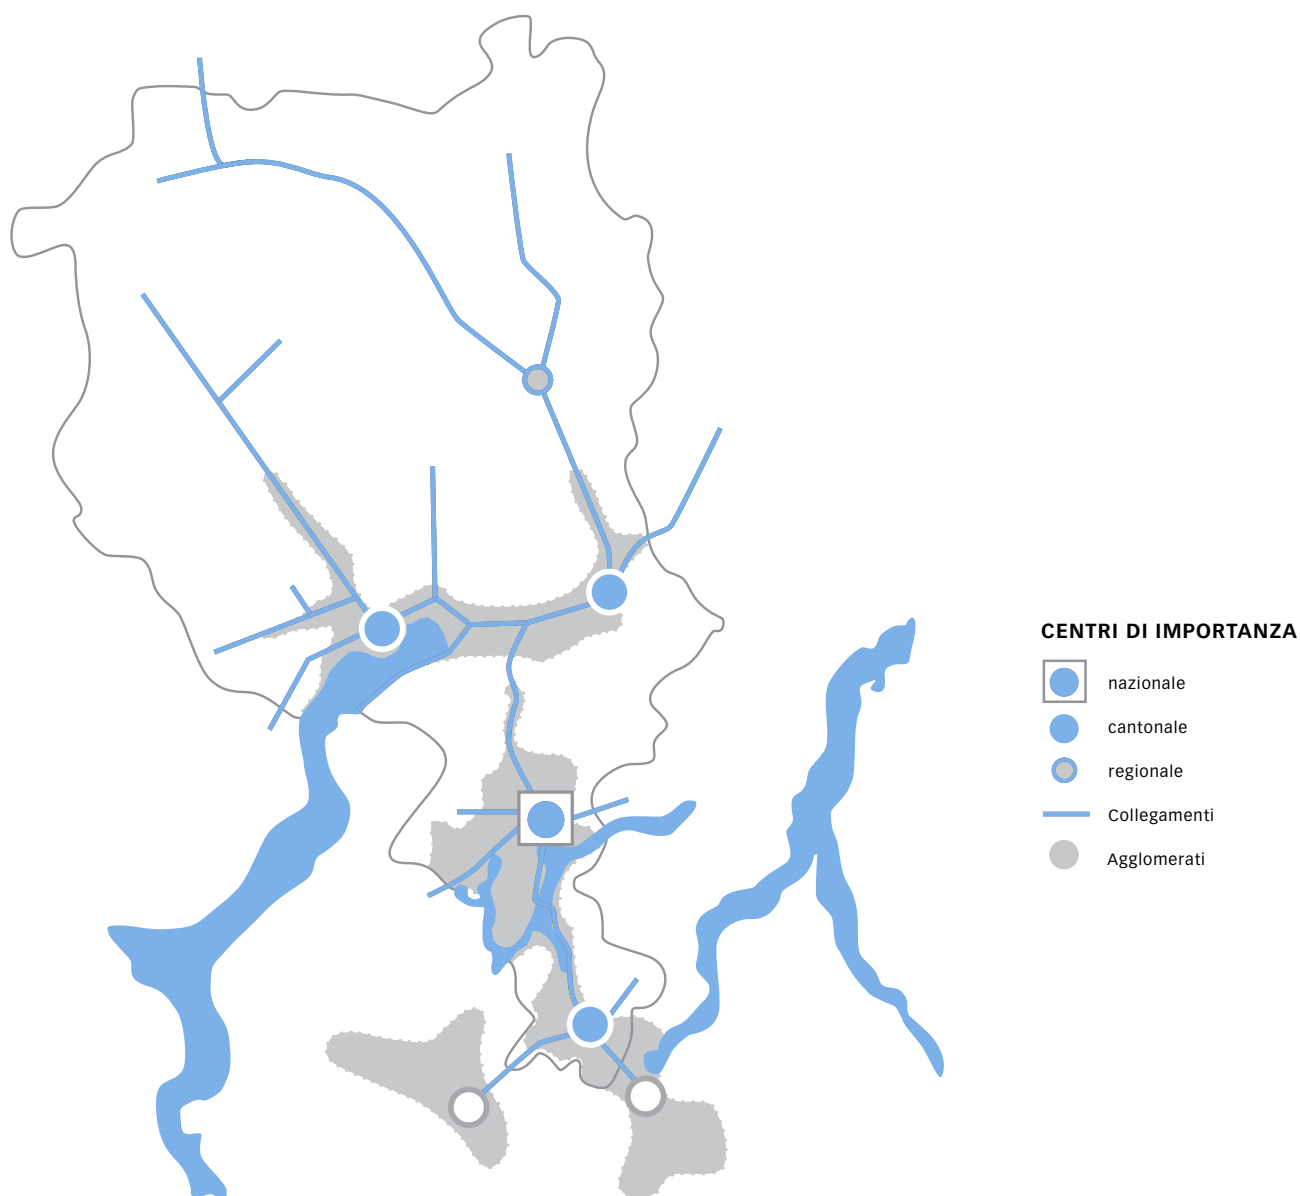 CENTRI DI IMPORTANZA
nazionale
cantonale
regionale
Collegamenti
Agglomerati